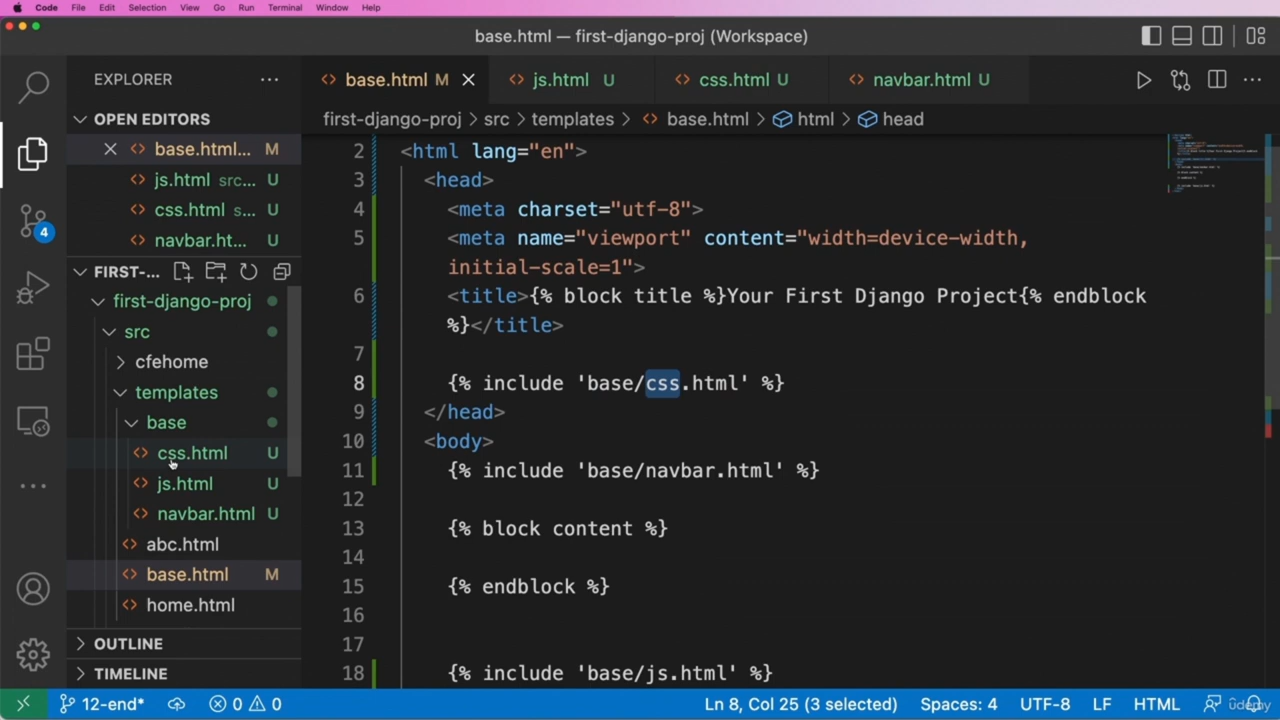 Code File Edit Selection View Go Run Terminal Window Help
base.html — first-django-proj (Workspace)
EXPLORER
base.html M
js.html U
css.html U
navbar.html U
OPEN EDITORS
first-django-proj > src > templates > base.html > html > head
base.html... M
js.html src... U
css.html s... U
navbar.ht... U
FIRST-...
first-django-proj
src
cfehome
templates
base
css.html U
js.html U
navbar.html U
abc.html
base.html M
home.html
OUTLINE
TIMELINE
2 <html lang="en">
3 <head>
4 <meta charset="utf-8">
5 <meta name="viewport" content="width=device-width,
initial-scale=1">
6 <title>{% block title %}Your First Django Project{% endblock
%}</title>
7
8 {% include 'base/css.html' %}
9 </head>
10 <body>
11 {% include 'base/navbar.html' %}
12
13 {% block content %}
14
15 {% endblock %}
16
17
18 {% include 'base/js.html' %}
4
12-end* 0 0 Ln 8, Col 25 (3 selected) Spaces: 4 UTF-8 LF HTML
udemy